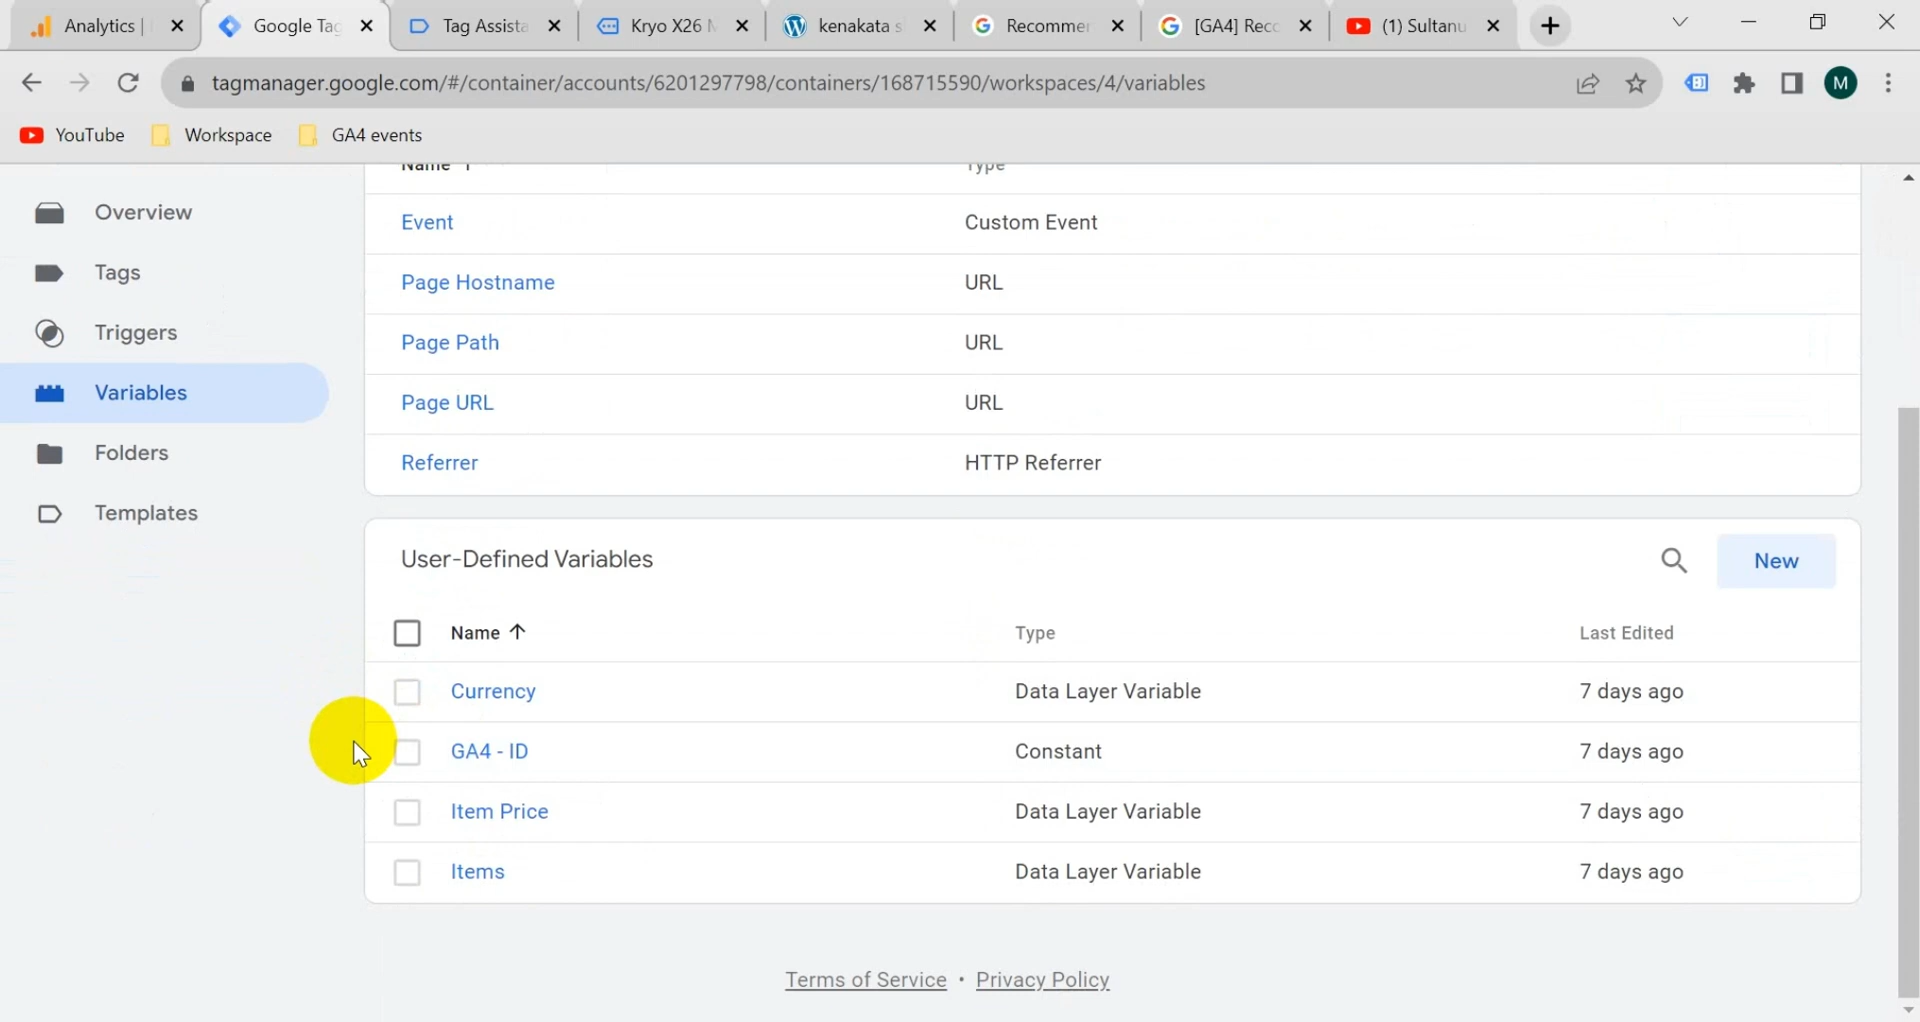 Analytics |
Google Tag
Tag Assista
Kryo X26 M
kenakata s
Recommen
[GA4] Reco
(1) Sultanu
tagmanager.google.com/#/container/accounts/6201297798/containers/168715590/workspaces/4/variables
M
YouTube
Workspace
GA4 events
Name
Type
Overview
Event
Custom Event
Tags
Page Hostname
URL
Triggers
Page Path
URL
Variables
Page URL
URL
Folders
Referrer
HTTP Referrer
Templates
User-Defined Variables
New
Name
Type
Last Edited
Currency
Data Layer Variable
7 days ago
GA4 - ID
Constant
7 days ago
Item Price
Data Layer Variable
7 days ago
Items
Data Layer Variable
7 days ago
Terms of Service • Privacy Policy